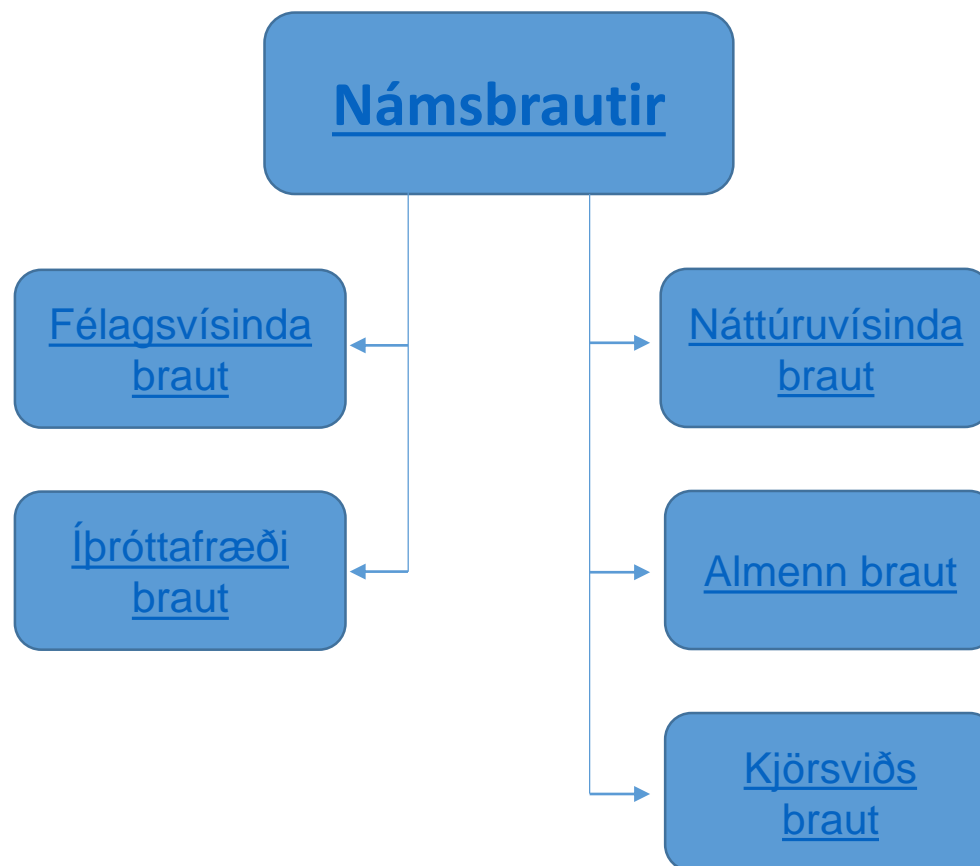 Námsbrautir
Félagsvísinda
braut
Náttúruvísinda
braut
Íþróttafræði
braut
Almenn braut
Kjörsviðs
braut